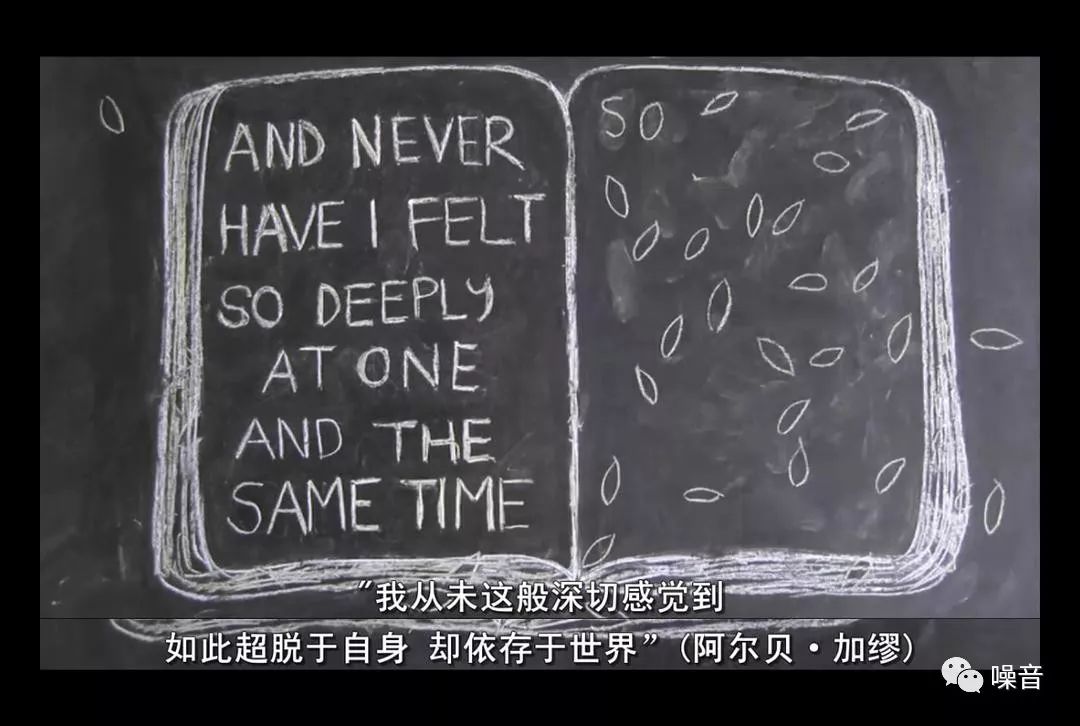 AND NEVER
HAVE I FELT
SO DEEPLY
AT ONE
AND THE
SAME TIME
SO
"我从未这般深切感觉到
如此超脱于自身 却依存于世界”(阿尔贝·加缪)
噪音